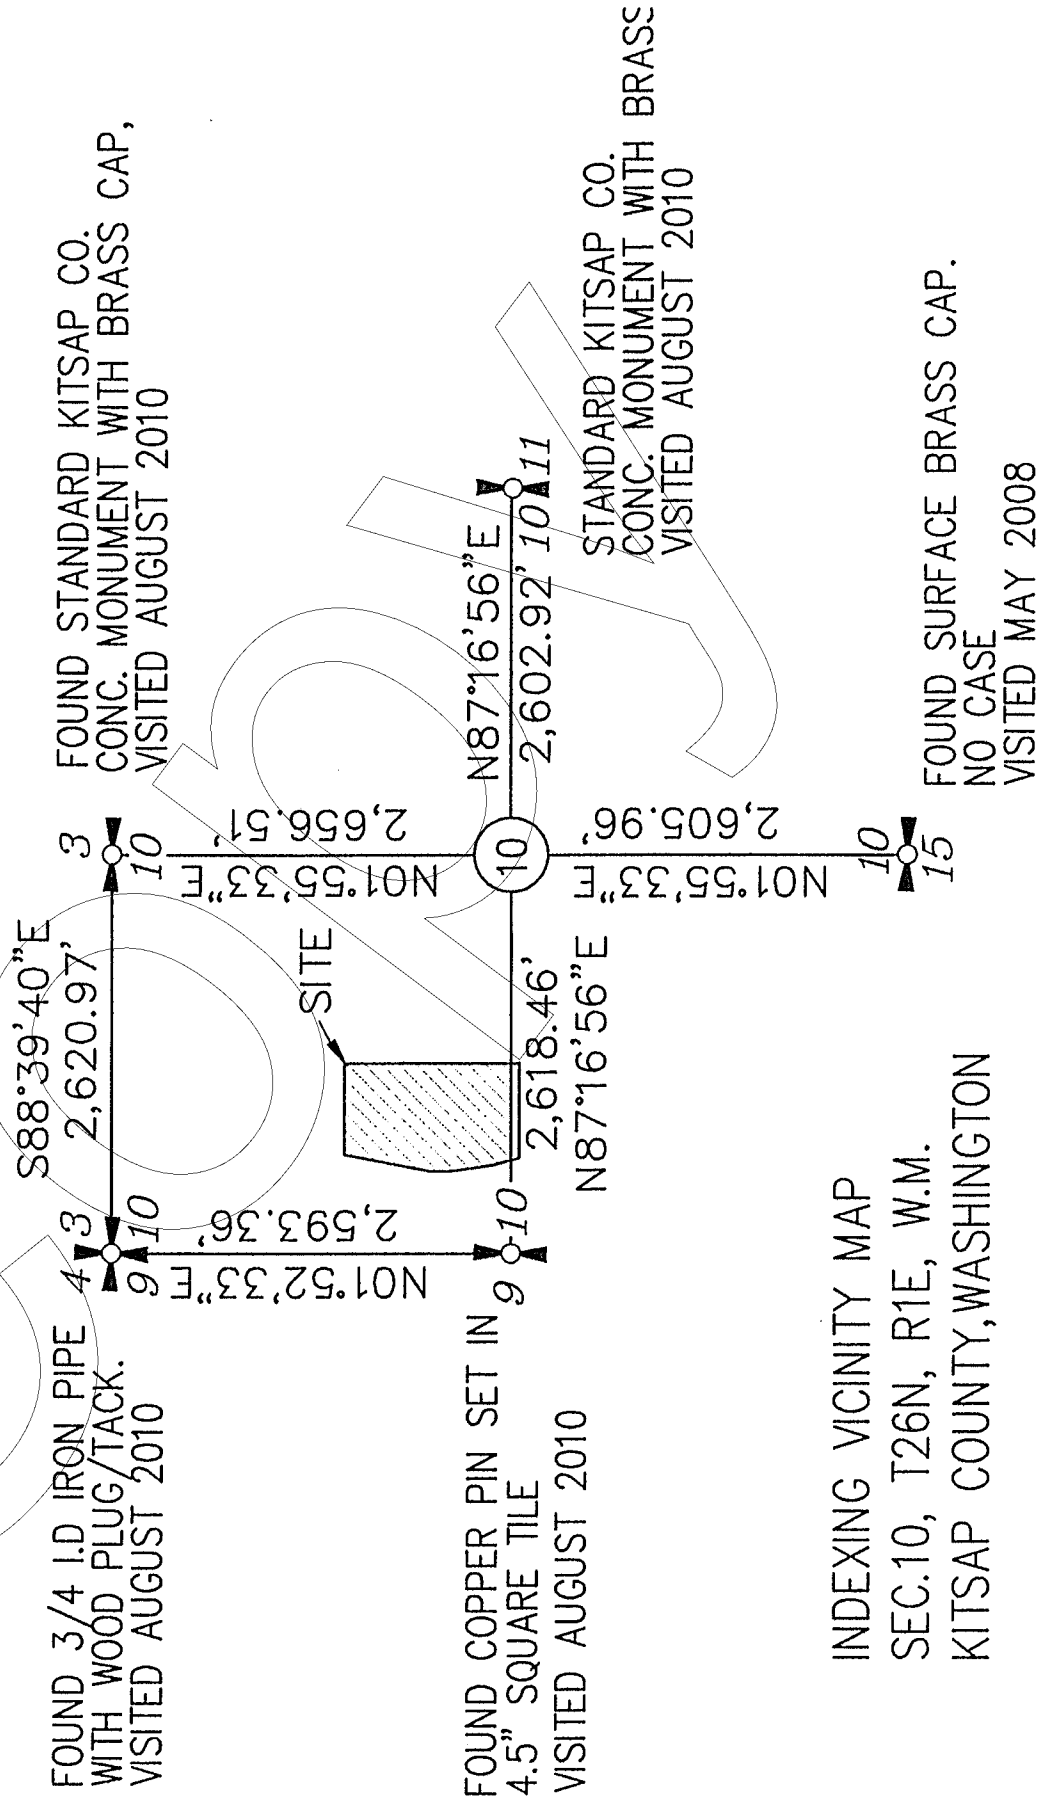 FOUND 3/4 I.D IRON PIPE
WITH WOOD PLUG/TACK.
VISITED AUGUST 2010
S88°39'40"E
2,620.97'
FOUND STANDARD KITSAP CO.
CONC. MONUMENT WITH BRASS CAP,
VISITED AUGUST 2010
4 3
9 10
3
10
N01°52'33"E
2,593.36'
SITE
N01°55'33"E
2,656.51'
FOUND COPPER PIN SET IN
4.5" SQUARE TILE
VISITED AUGUST 2010
9 10
2,618.46'
N87°16'56"E
10
N87°16'56"E
2,602.92'
10 11
STANDARD KITSAP CO.
CONC. MONUMENT WITH BRASS
VISITED AUGUST 2010
N01°55'33"E
2,605.96'
10
15
FOUND SURFACE BRASS CAP.
NO CASE
VISITED MAY 2008
INDEXING VICINITY MAP
SEC.10, T26N, R1E, W.M.
KITSAP COUNTY,WASHINGTON
Copy